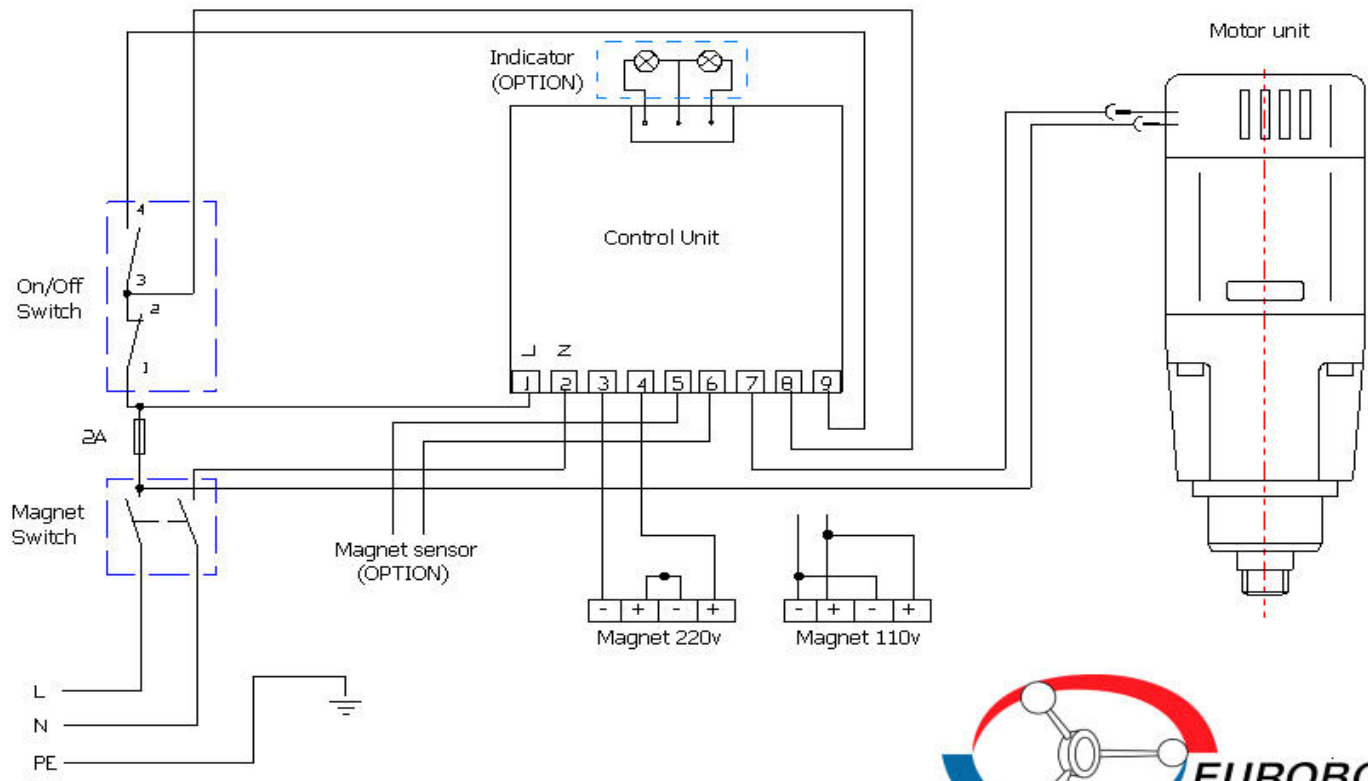 Motor unit
Indicator
(OPTION)
Control Unit
4
3
2
1
On/Off
Switch
L N
1 2 3 4 5 6 7 8 9
2A
Magnet
Switch
Magnet sensor
(OPTION)
- + - +
Magnet 220v
- + - +
Magnet 110v
L
N
PE